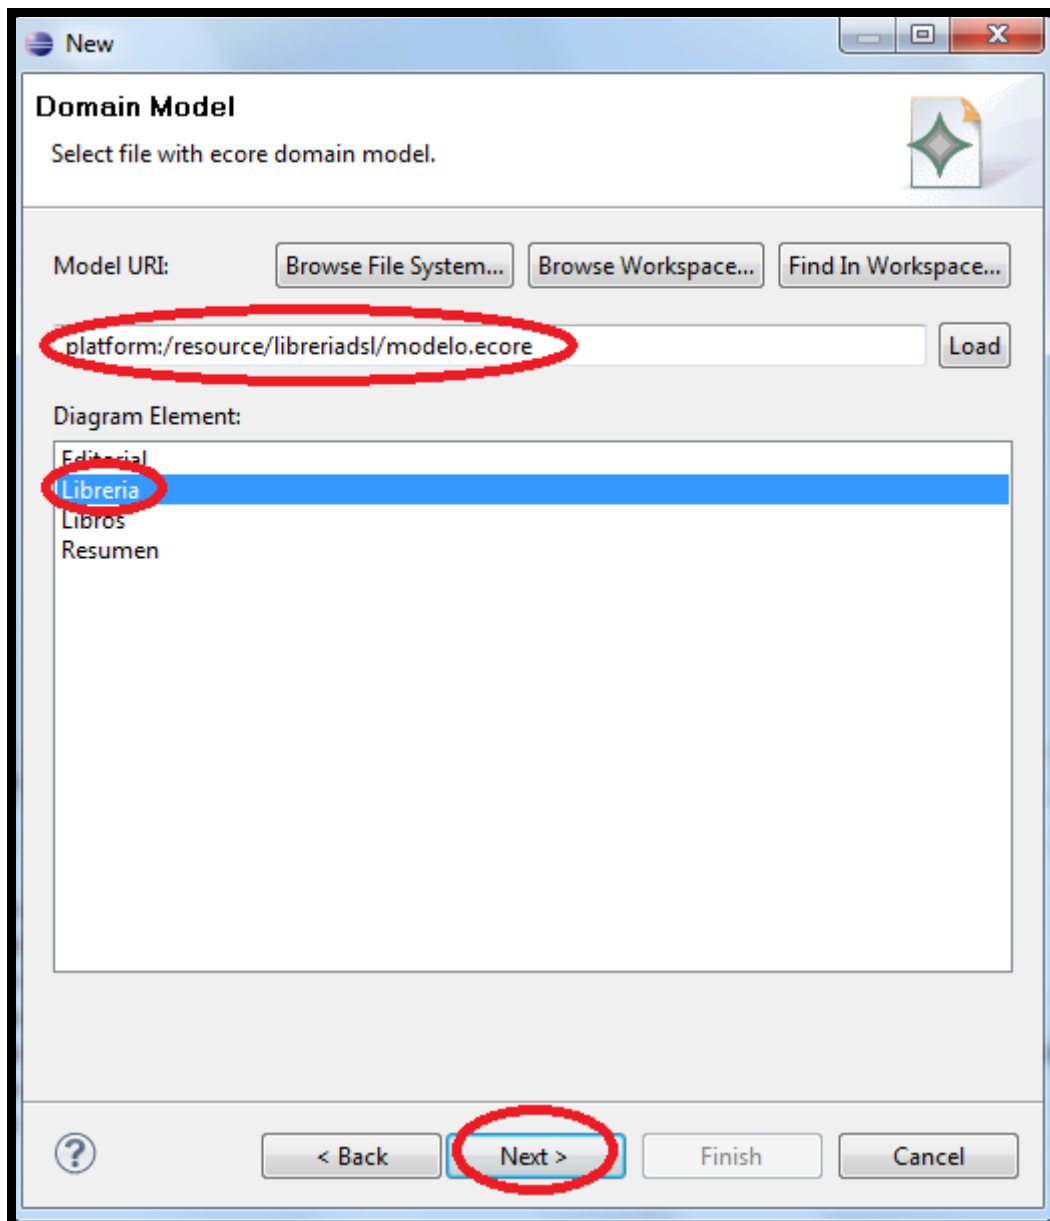 New
Domain Model
Select file with ecore domain model.
Model URI: Browse File System... Browse Workspace... Find In Workspace...
platform:/resource/libreriadsl/modelo.ecore Load
Diagram Element:
Editorial
Libreria
Libros
Resumen
? < Back Next > Finish Cancel